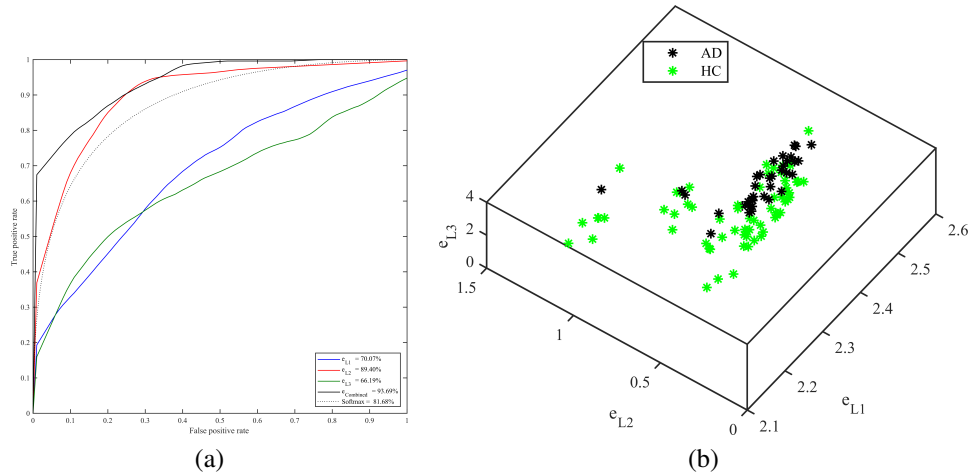 1
0.9
0.8
0.7
0.6
0.5
0.4
0.3
0.2
0.1
0
True positive rate
0 0.1 0.2 0.3 0.4 0.5 0.6 0.7 0.8 0.9 1
False positive rate
e_L1 = 70.07%
e_L2 = 89.40%
e_L3 = 66.19%
e_Combined = 93.69%
Softmax = 81.68%
(a)
AD
HC
4
2
0
e_L3
1.5
1
0.5
0
e_L2
2.1
2.2
2.3
2.4
2.5
2.6
e_L1
(b)